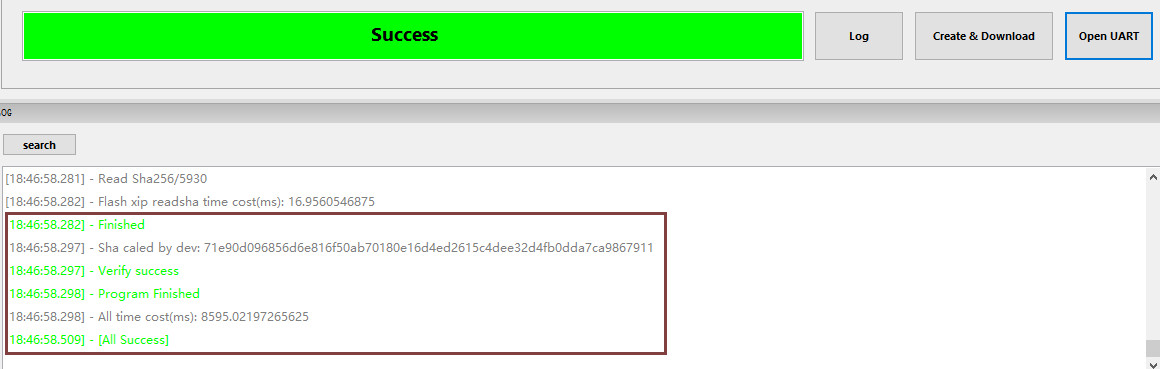 Success
Log
Create & Download
Open UART
LOG
search
[18:46:58.281] - Read Sha256/5930
[18:46:58.282] - Flash xip readsha time cost(ms): 16.9560546875
18:46:58.282] - Finished
18:46:58.297] - Sha caled by dev: 71e90d096856d6e816f50ab70180e16d4ed2615c4dee32d4fb0dda7ca9867911
18:46:58.297] - Verify success
18:46:58.298] - Program Finished
18:46:58.298] - All time cost(ms): 8595.02197265625
18:46:58.509] - [All Success]